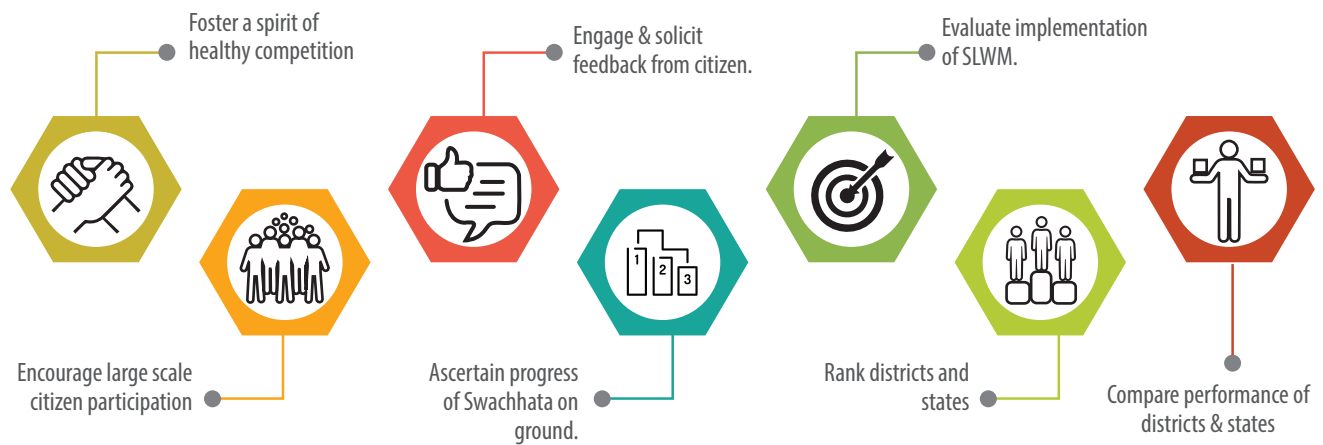 Foster a spirit of
healthy competition
Encourage large scale
citizen participation
Engage & solicit
feedback from citizen.
1
2
3
Ascertain progress
of Swachhata on
ground.
Evaluate implementation
of SLWM.
Rank districts and
states
Compare performance of
districts & states